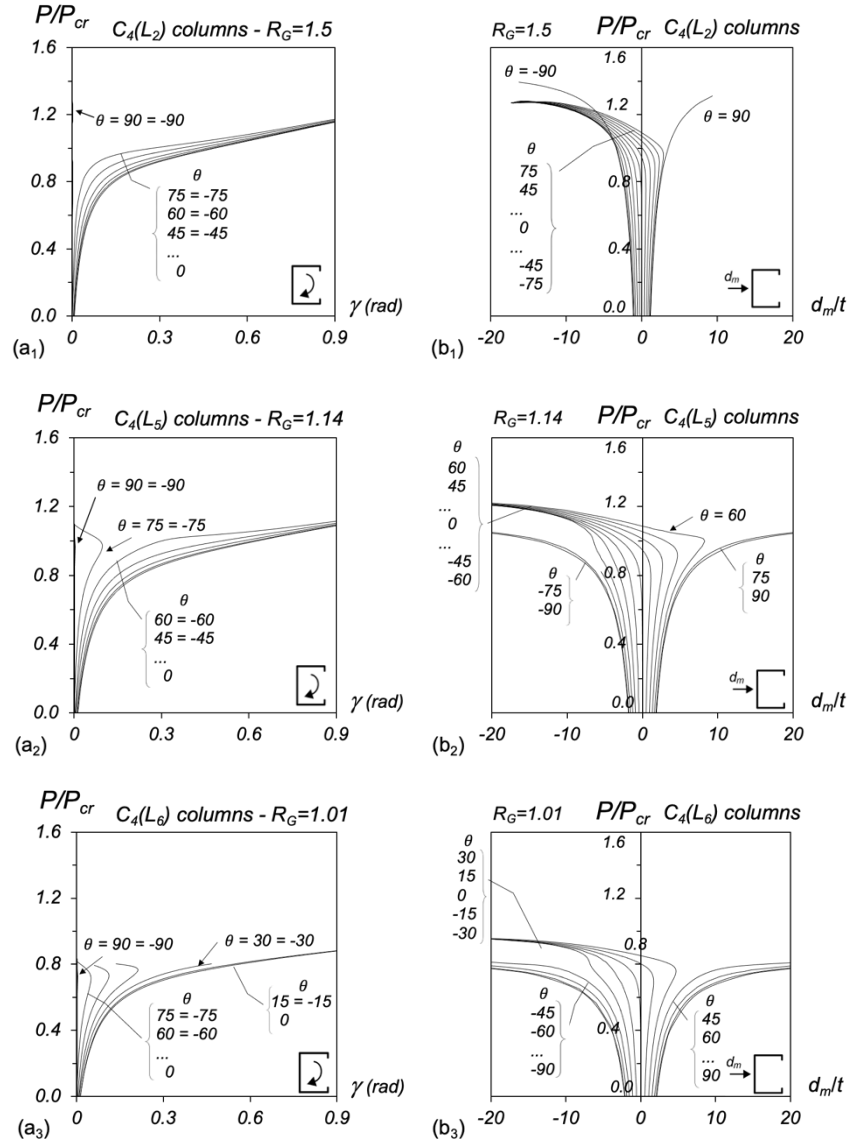 P/Pcr
C4(L2) columns - RG=1.5
1.6
1.2
0.8
0.4
0.0
θ = 90 = -90
θ
75 = -75
60 = -60
45 = -45
...
0
0
0.3
0.6
0.9
γ (rad)
(a1)
RG=1.5
P/Pcr
C4(L2) columns
1.6
1.2
0.8
0.4
0.0
θ = -90
θ = 90
θ
75
45
...
0
...
-45
-75
dm
-20
-10
0
10
20
dm/t
(b1)
P/Pcr
C4(L5) columns - RG=1.14
1.6
1.2
0.8
0.4
0.0
θ = 90 = -90
θ = 75 = -75
θ
60 = -60
45 = -45
...
0
0
0.3
0.6
0.9
γ (rad)
(a2)
RG=1.14
P/Pcr
C4(L5) columns
1.6
1.2
0.8
0.4
0.0
θ
60
45
...
0
...
-45
-60
θ = 60
θ
-75
-90
θ
75
90
dm
-20
-10
0
10
20
dm/t
(b2)
P/Pcr
C4(L6) columns - RG=1.01
1.6
1.2
0.8
0.4
0.0
θ = 90 = -90
θ = 30 = -30
θ
15 = -15
0
θ
75 = -75
60 = -60
...
0
0
0.3
0.6
0.9
γ (rad)
(a3)
RG=1.01
P/Pcr
C4(L6) columns
1.6
1.2
0.8
0.4
0.0
θ
30
15
0
-15
-30
θ
-45
-60
...
-90
θ
45
60
...
90
dm
-20
-10
0
10
20
dm/t
(b3)